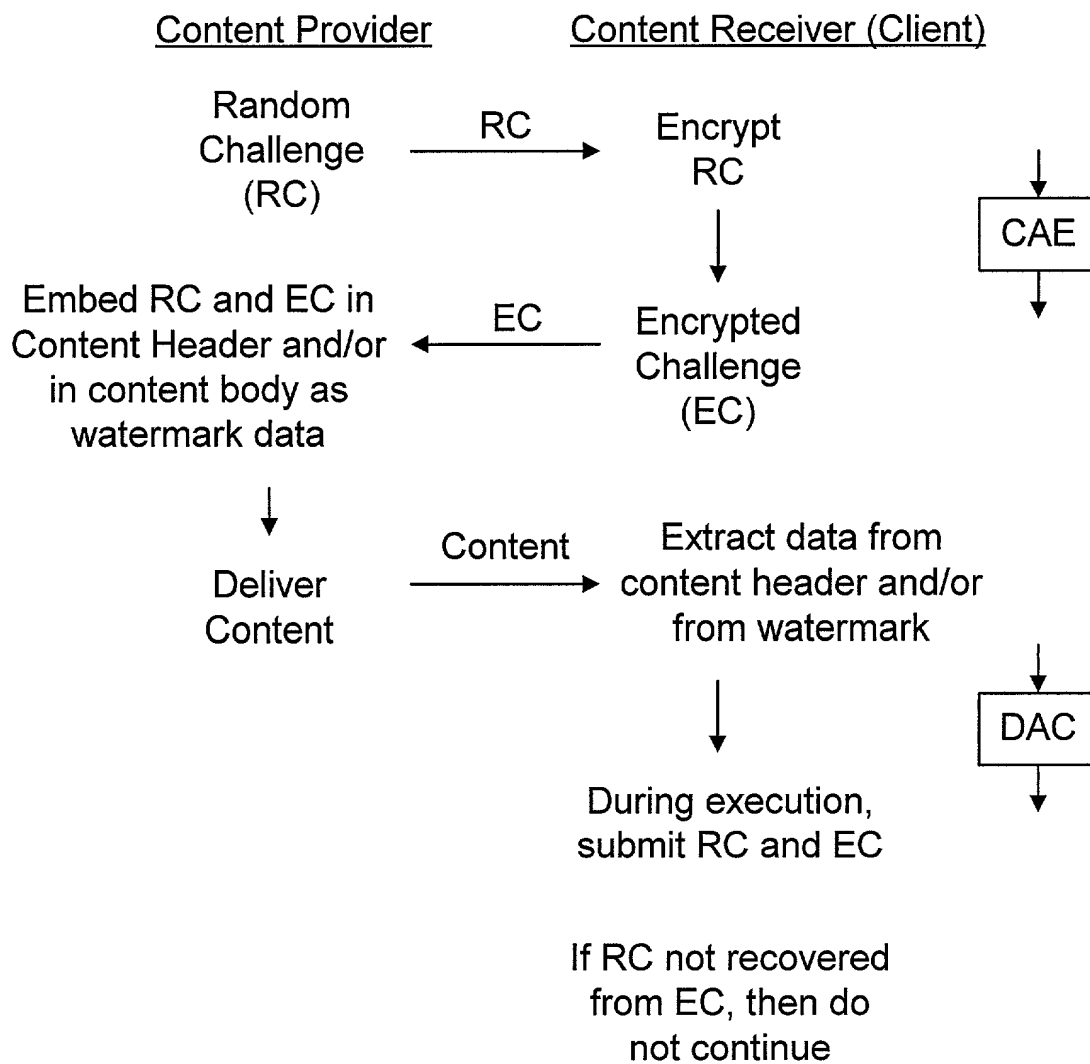 Content Provider
Content Receiver (Client)
Random
Challenge
(RC)
RC
Encrypt
RC
CAE
Embed RC and EC in
Content Header and/or
in content body as
watermark data
EC
Encrypted
Challenge
(EC)
Deliver
Content
Content
Extract data from
content header and/or
from watermark
DAC
During execution,
submit RC and EC
If RC not recovered
from EC, then do
not continue